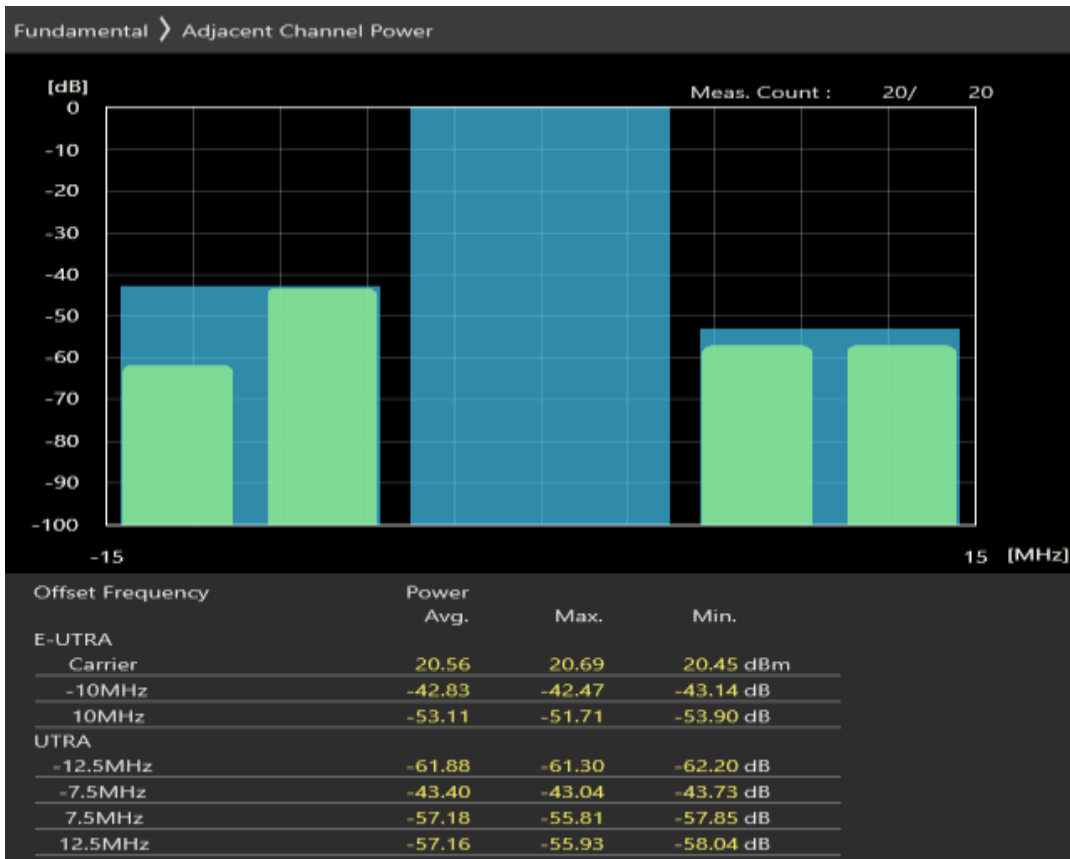 Fundamental 》 Adjacent Channel Power
[dB]
Meas. Count : 20/ 20
0
-10
-20
-30
-40
-50
-60
-70
-80
-90
-100
-15 15 [MHz]
Offset Frequency Power
Avg. Max. Min.
E-UTRA
Carrier 20.56 20.69 20.45 dBm
-10MHz -42.83 -42.47 -43.14 dB
10MHz -53.11 -51.71 -53.90 dB
UTRA
-12.5MHz -61.88 -61.30 -62.20 dB
-7.5MHz -43.40 -43.04 -43.73 dB
7.5MHz -57.18 -55.81 -57.85 dB
12.5MHz -57.16 -55.93 -58.04 dB